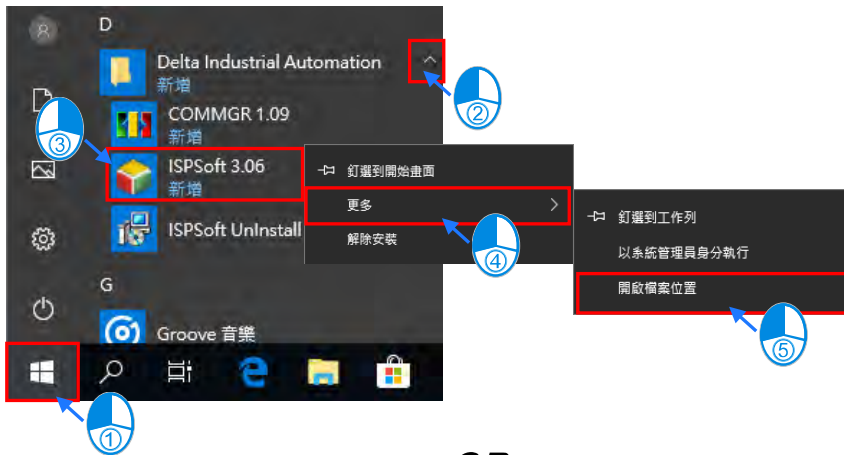 D
Delta Industrial Automation
新增
②
COMMGR 1.09
新增
③
ISPSoft 3.06
新增
釘選到開始畫面
更多
解除安裝
④
釘選到工作列
以系統管理員身分執行
開啟檔案位置
⑤
ISPSoft UnInstall
G
Groove 音樂
①